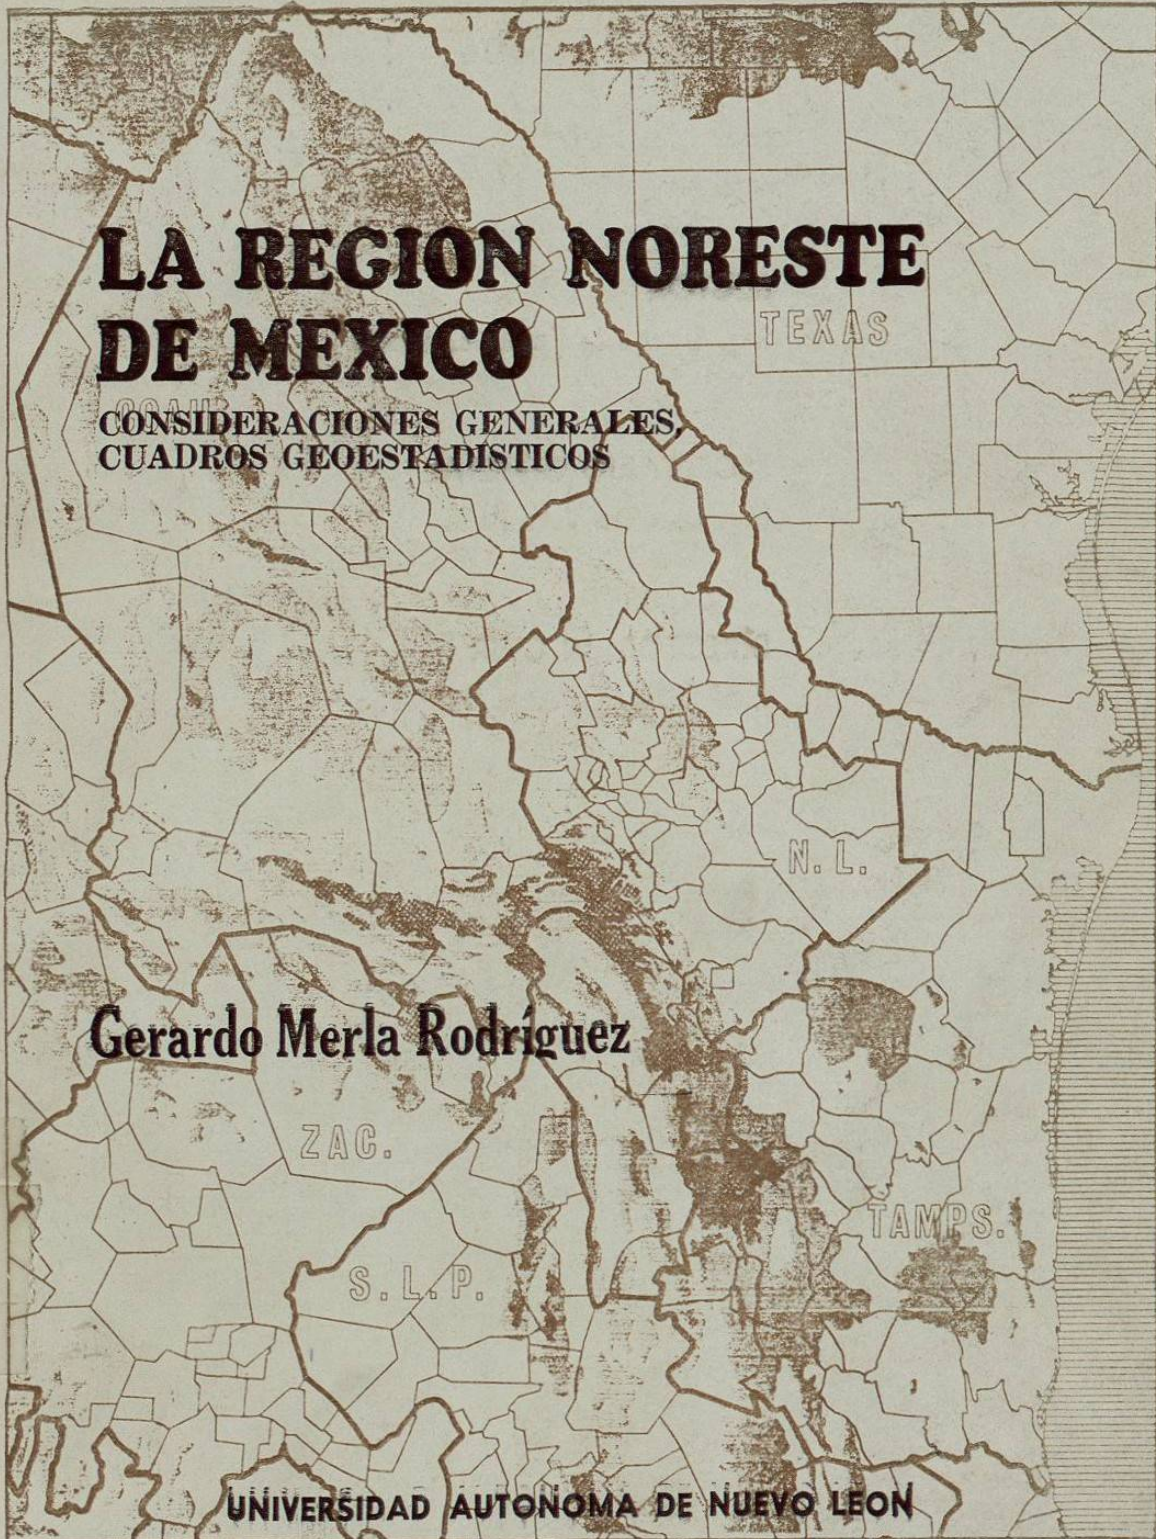 LA REGION NORESTE
DE MEXICO
TEXAS
COAH.
CONSIDERACIONES GENERALES,
CUADROS GEOESTADISTICOS
N. L.
Gerardo Merla Rodríguez
ZAC.
TAMPS.
S. L. P.
UNIVERSIDAD AUTONOMA DE NUEVO LEON